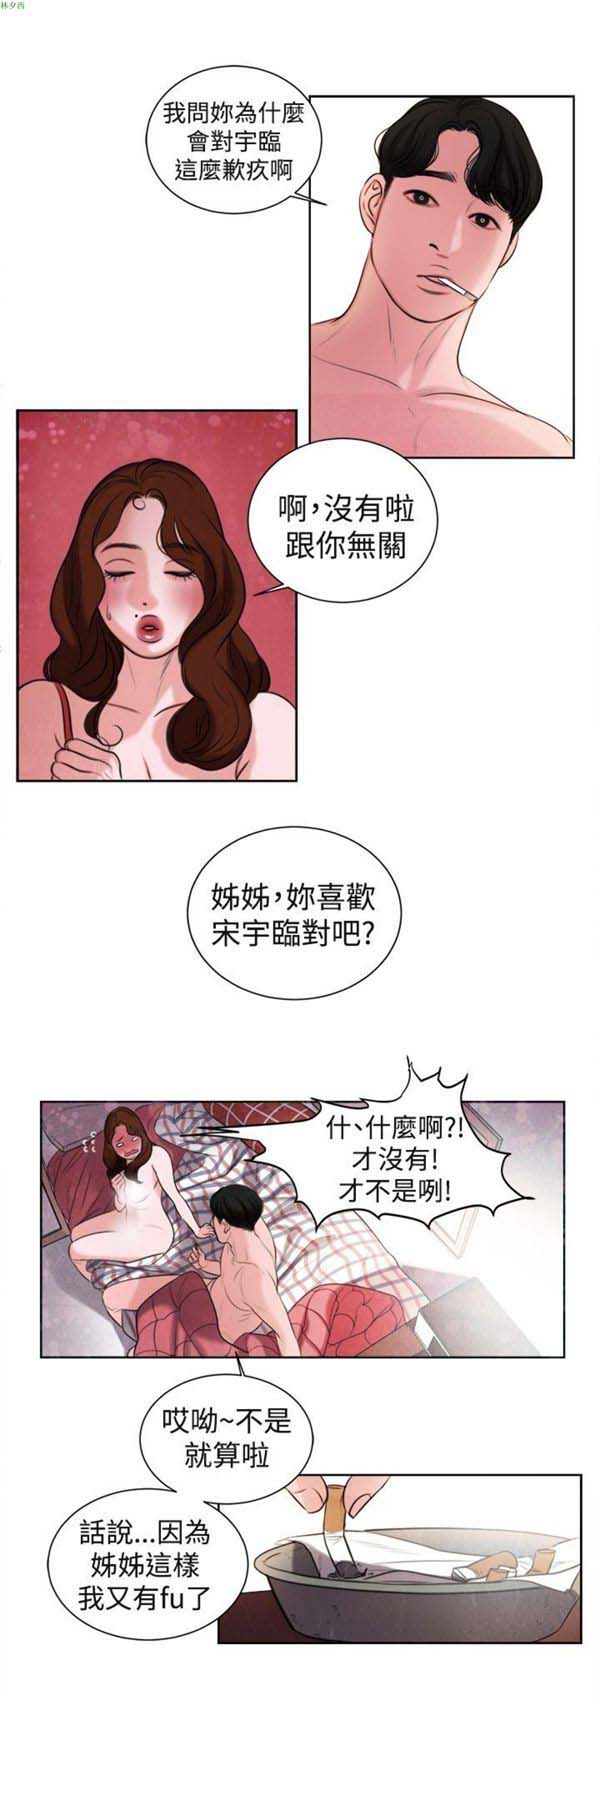 林夕西
我問妳為什麼
會對宇臨
這麼歉疚啊
啊，沒有啦
跟你無關
姊姊，妳喜歡
宋宇臨對吧?
什、什麼啊?!
才沒有!
才不是咧!
哎呦~不是
就算啦
話說...因為
姊姊這樣
我又有fu了